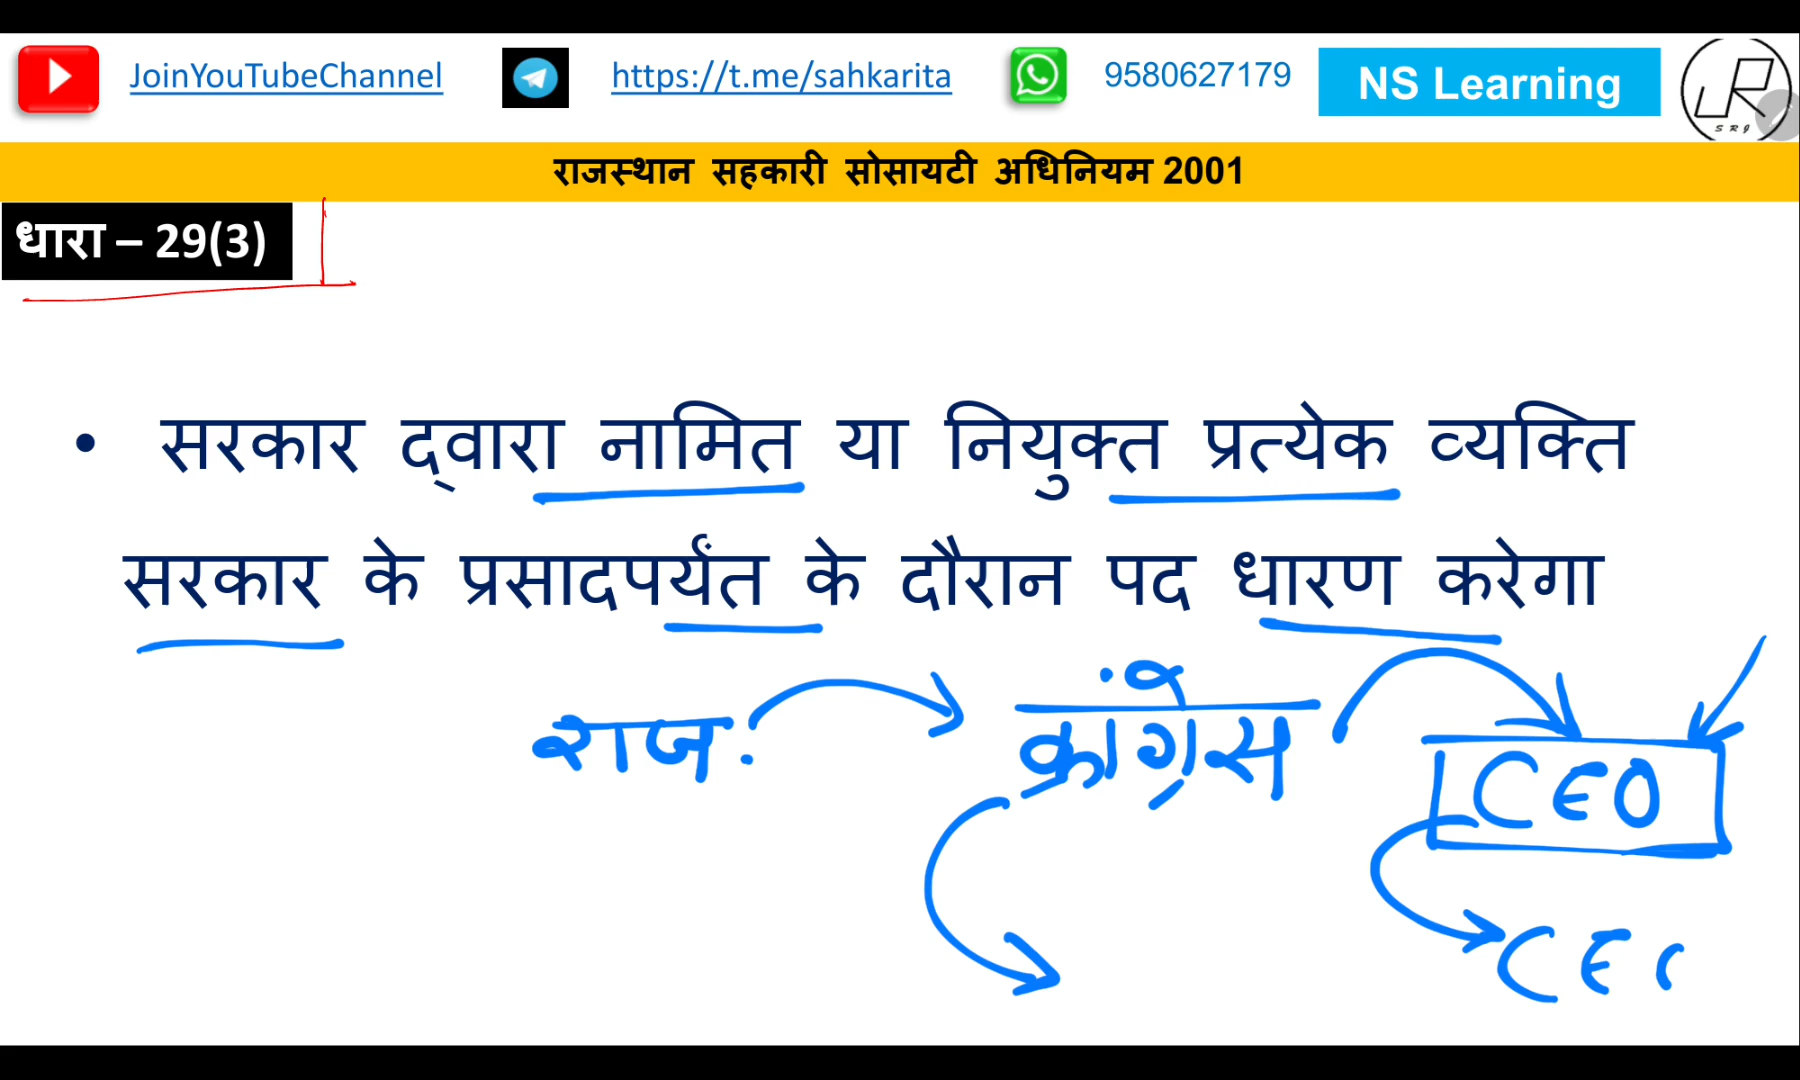 JoinYouTubeChannel https://t.me/sahkarita 9580627179 NS Learning
SRJ
राजस्थान सहकारी सोसायटी अधिनियम 2001
धारा – 29(3)
• सरकार द्वारा नामित या नियुक्त प्रत्येक व्यक्ति
सरकार के प्रसादपर्यंत के दौरान पद धारण करेगा
राज. कांग्रेस CEO